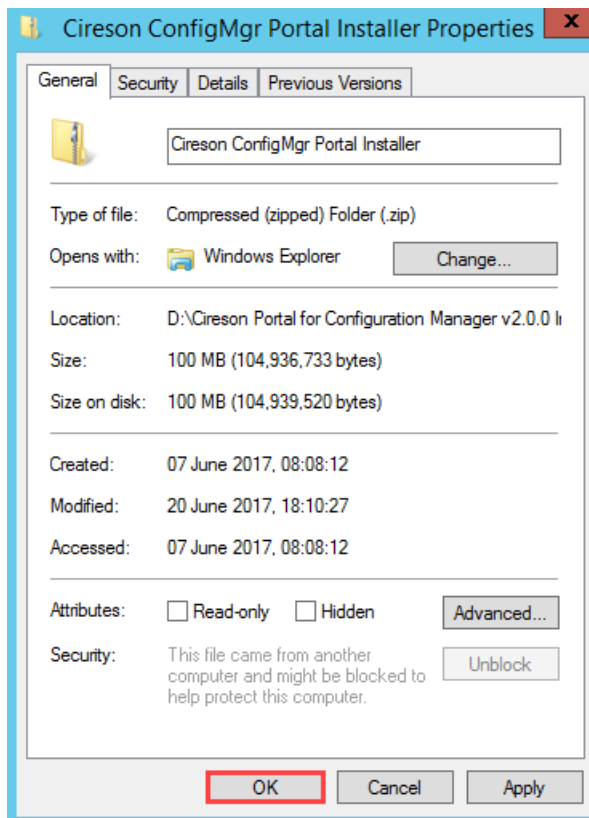 Cireson ConfigMgr Portal Installer Properties x
General Security Details Previous Versions
Cireson ConfigMgr Portal Installer
Type of file: Compressed (zipped) Folder (.zip)
Opens with: Windows Explorer Change...
Location: D:\Cireson Portal for Configuration Manager v2.0.0 I
Size: 100 MB (104,936,733 bytes)
Size on disk: 100 MB (104,939,520 bytes)
Created: 07 June 2017, 08:08:12
Modified: 20 June 2017, 18:10:27
Accessed: 07 June 2017, 08:08:12
Attributes: Read-only Hidden Advanced...
Security: This file came from another
computer and might be blocked to
help protect this computer.
Unblock
OK Cancel Apply